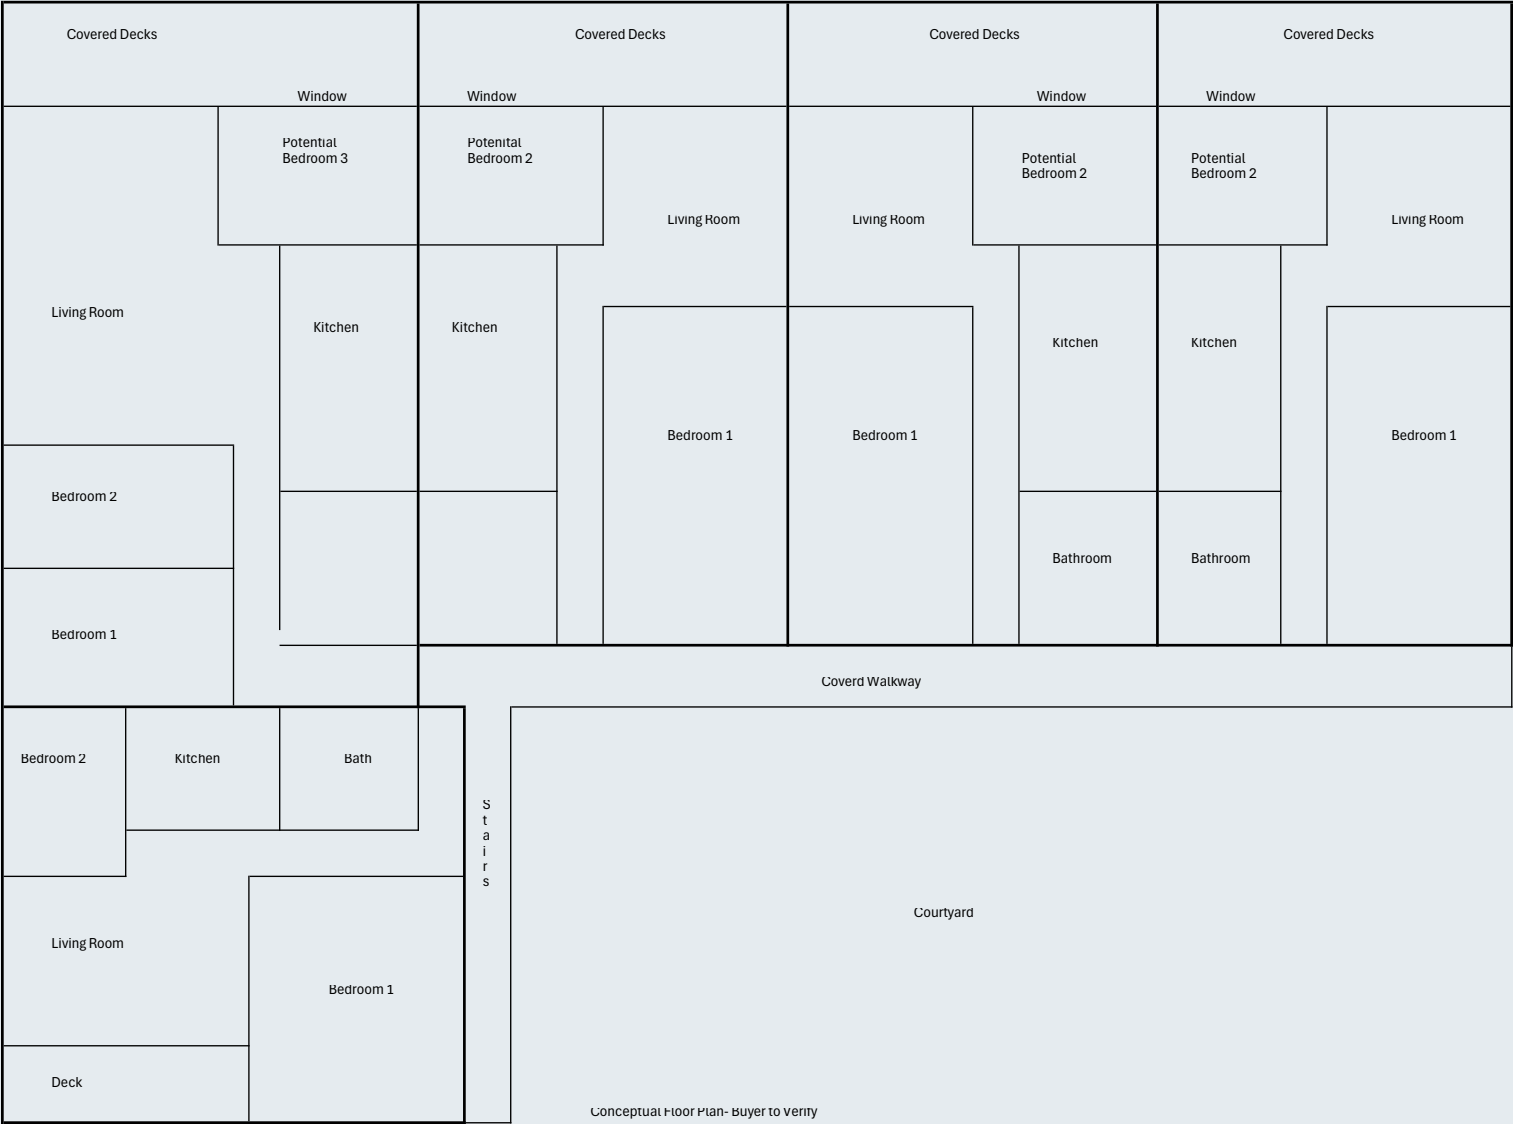 Covered Decks
Covered Decks
Covered Decks
Covered Decks
Window
Window
Window
Window
Potential
Bedroom 3
Potenital
Bedroom 2
Potential
Bedroom 2
Potential
Bedroom 2
Living Room
Living Room
Living Room
Living Room
Kitchen
Kitchen
Kitchen
Kitchen
Bedroom 1
Bedroom 1
Bedroom 1
Bedroom 2
Bathroom
Bathroom
Bedroom 1
Coverd Walkway
Bedroom 2
Kitchen
Bath
S
t
a
i
r
s
Courtyard
Living Room
Bedroom 1
Deck
Conceptual Floor Plan- Buyer to Verify